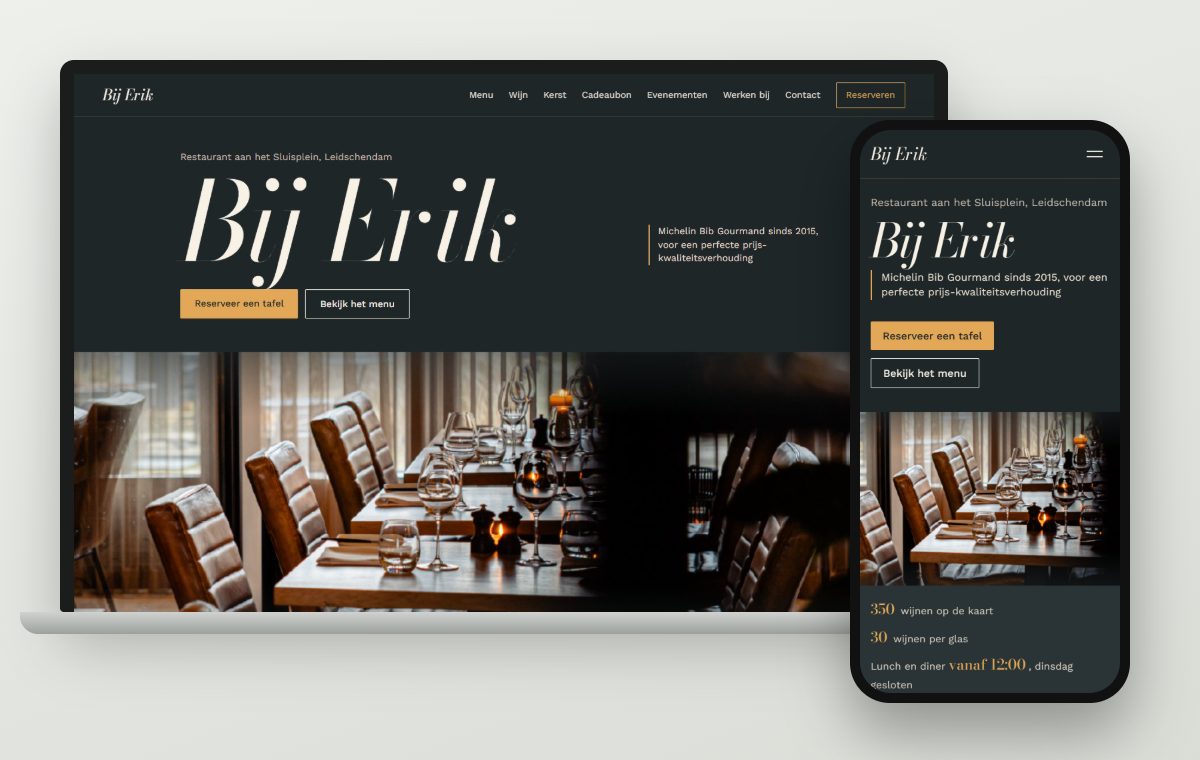 Bij Erik
Menu Wijn Kerst Cadeaubon Evenementen Werken bij Contact Reserveren
Restaurant aan het Sluisplein, Leidschendam
Bij Erik
Michelin Bib Gourmand sinds 2015,
voor een perfecte prijs-
kwaliteitsverhouding
Reserveer een tafel Bekijk het menu
Bij Erik
Restaurant aan het Sluisplein, Leidschendam
Bij Erik
Michelin Bib Gourmand sinds 2015, voor een
perfecte prijs-kwaliteitsverhouding
Reserveer een tafel
Bekijk het menu
350 wijnen op de kaart
30 wijnen per glas
Lunch en diner vanaf 12:00 , dinsdag
gesloten